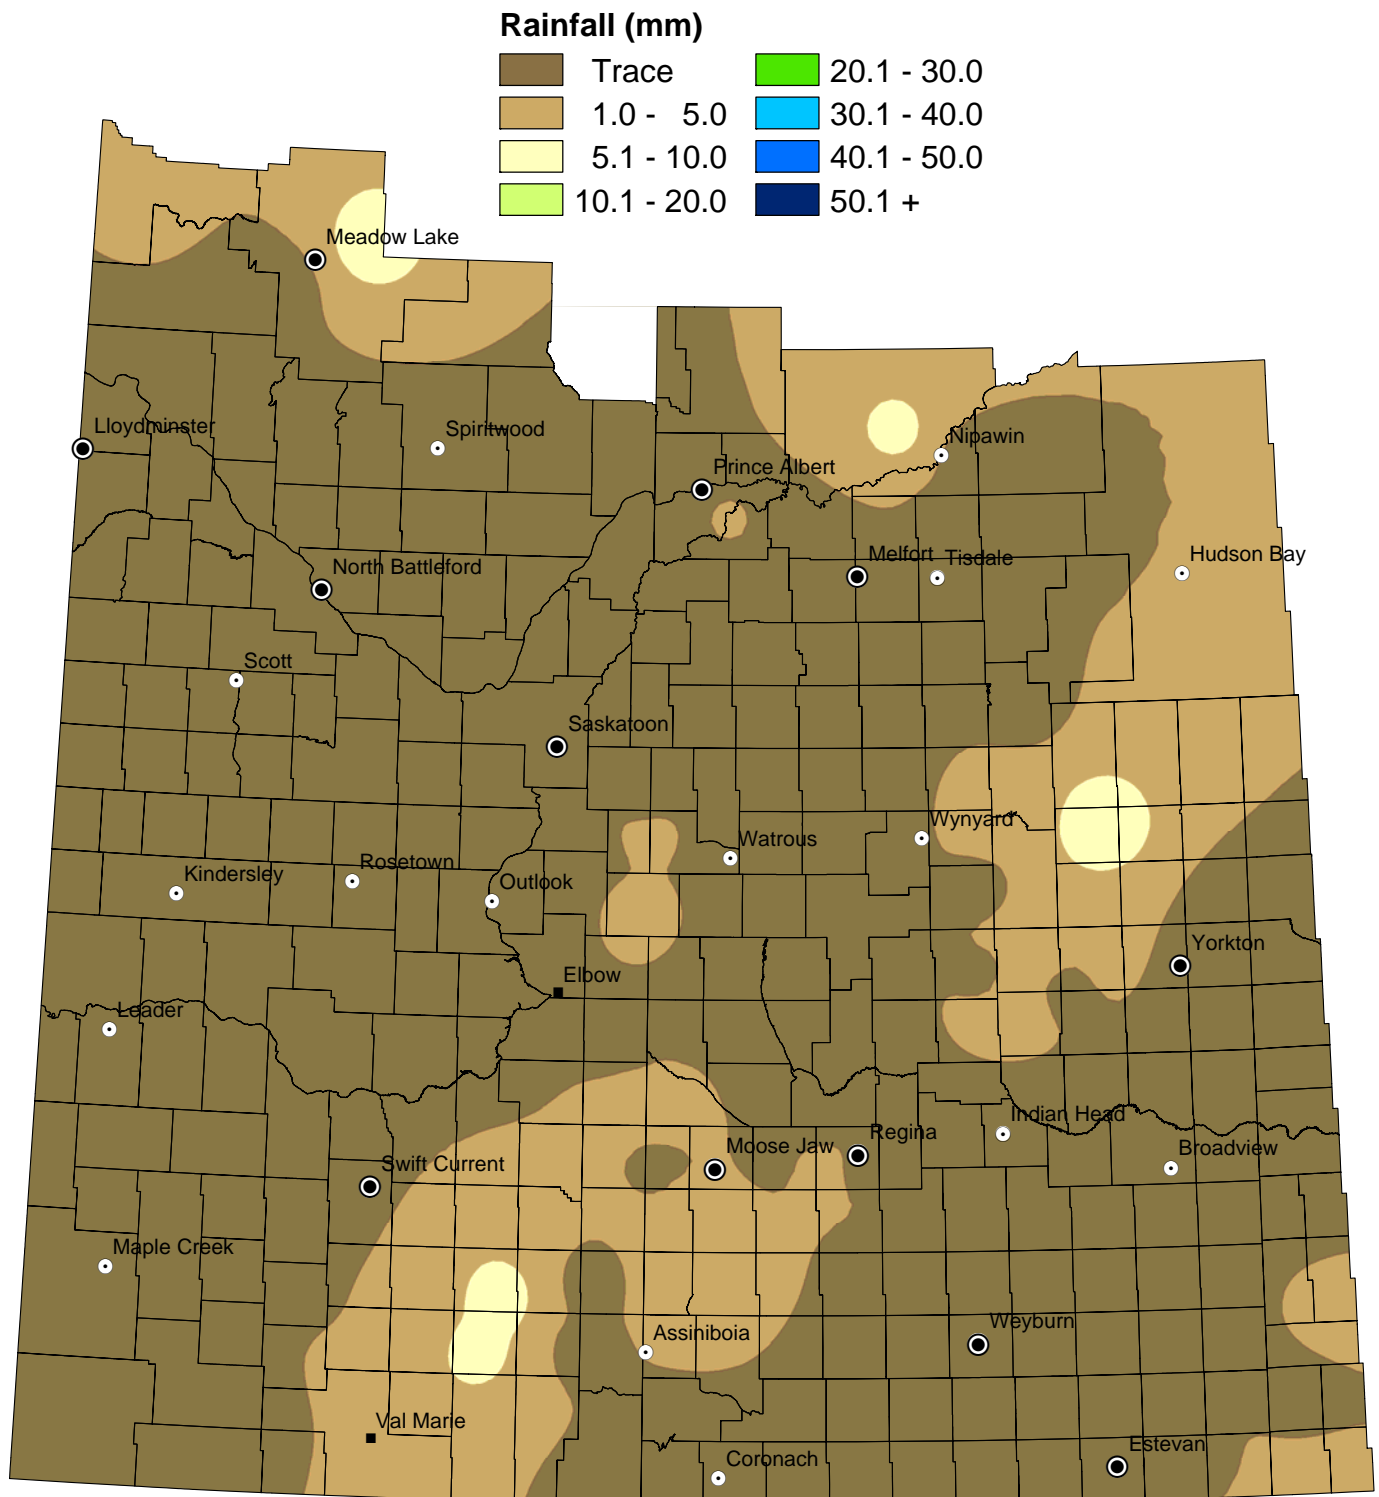 Rainfall (mm)
Trace
20.1 - 30.0
1.0 - 5.0
30.1 - 40.0
5.1 - 10.0
40.1 - 50.0
10.1 - 20.0
50.1 +
Meadow Lake
Lloydminster
Spiritwood
Nipawin
Prince Albert
Melfort
Tisdale
Hudson Bay
North Battleford
Scott
Saskatoon
Wynyard
Watrous
Rosetown
Kindersley
Outlook
Yorkton
Elbow
Leader
Indian Head
Regina
Moose Jaw
Broadview
Swift Current
Maple Creek
Weyburn
Assiniboia
Val Marie
Estevan
Coronach